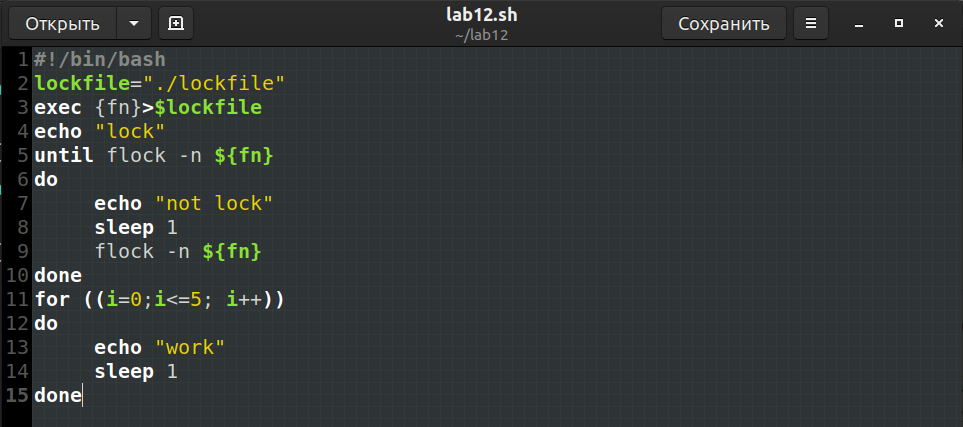 Открыть
lab12.sh
~/lab12
Сохранить
1 #!/bin/bash
2 lockfile="./lockfile"
3 exec {fn}>$lockfile
4 echo "lock"
5 until flock -n ${fn}
6 do
7      echo "not lock"
8      sleep 1
9      flock -n ${fn}
10 done
11 for ((i=0;i<=5; i++))
12 do
13      echo "work"
14      sleep 1
15 done